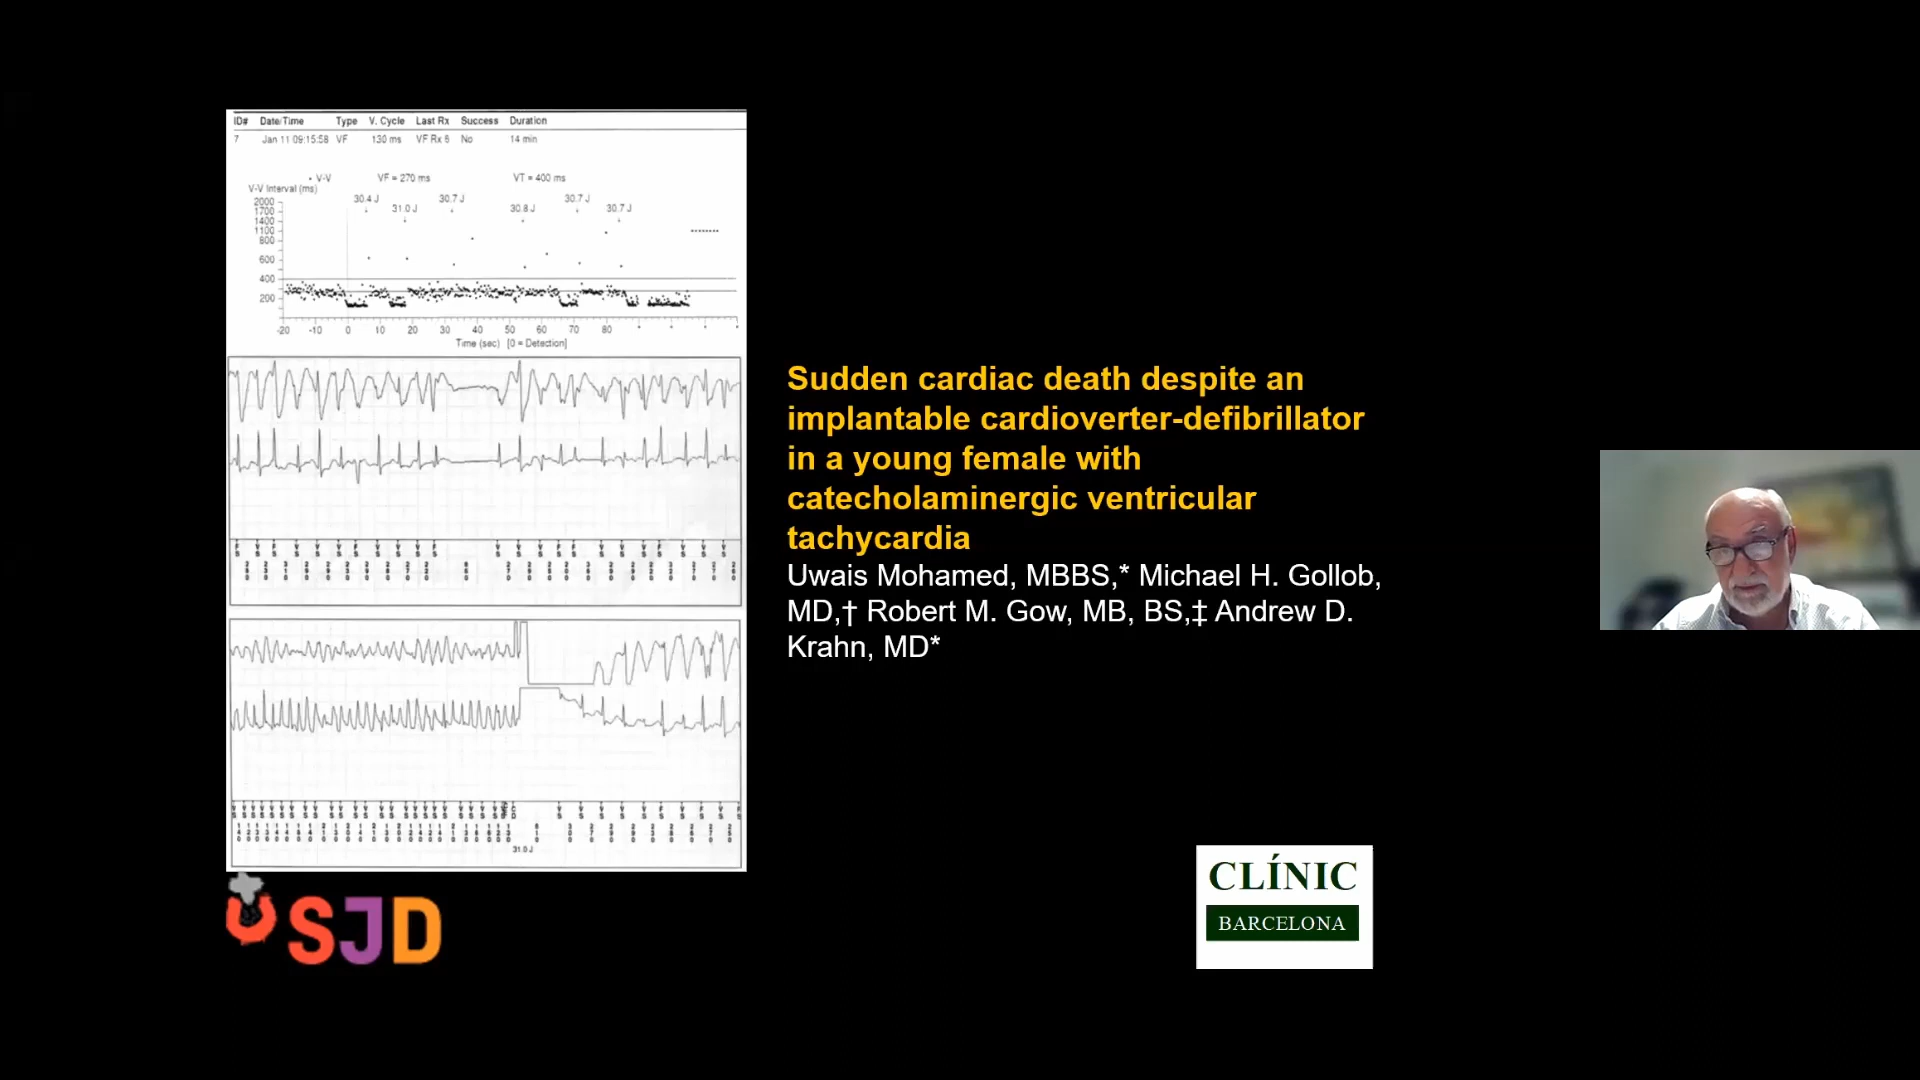 ID# Date/Time Type V. Cycle Last Rx Success Duration
7 Jan 11 09:15:58 VF 130 ms VF Rx 6 No 14 min
• V-V VF = 270 ms VT = 400 ms
V-V Interval (ms)
30.4 J 31.0 J 30.7 J 30.8 J 30.7 J 30.7 J
2000
1700
1400
1100
800
600
400
200
-20 -10 0 10 20 30 40 50 60 70 80
Time (sec) [0 = Detection]
31.0 J
Sudden cardiac death despite an
implantable cardioverter-defibrillator
in a young female with
catecholaminergic ventricular
tachycardia
Uwais Mohamed, MBBS,* Michael H. Gollob,
MD,† Robert M. Gow, MB, BS,‡ Andrew D.
Krahn, MD*
SJD
CLÍNIC
BARCELONA